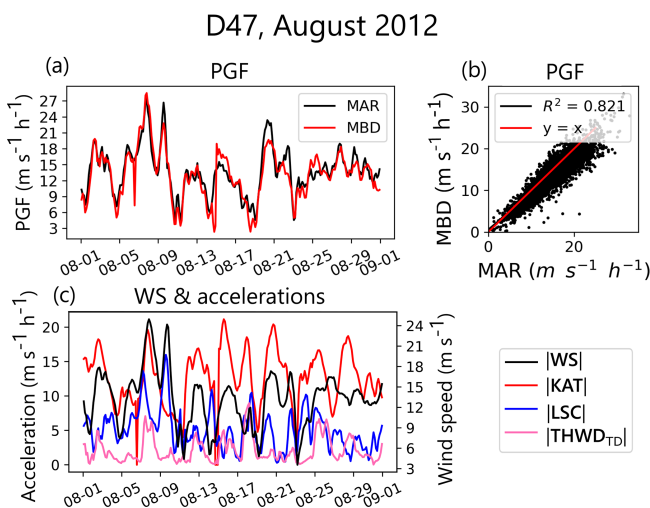 D47, August 2012
(a)
PGF
PGF (m s⁻¹ h⁻¹)
27
24
21
18
15
12
9
6
3
MAR
MBD
08-01
08-05
08-09
08-13
08-17
08-21
08-25
08-29
09-01
(b)
PGF
MBD (m s⁻¹ h⁻¹)
30
20
10
0
R² = 0.821
y = x
0
20
MAR (m s⁻¹ h⁻¹)
(c)
WS & accelerations
Acceleration (m s⁻¹ h⁻¹)
20
15
10
5
0
24
21
18
15
12
9
6
3
Wind speed (m s⁻¹)
08-01
08-05
08-09
08-13
08-17
08-21
08-25
08-29
09-01
|WS|
|KAT|
|LSC|
|THWD_TD|